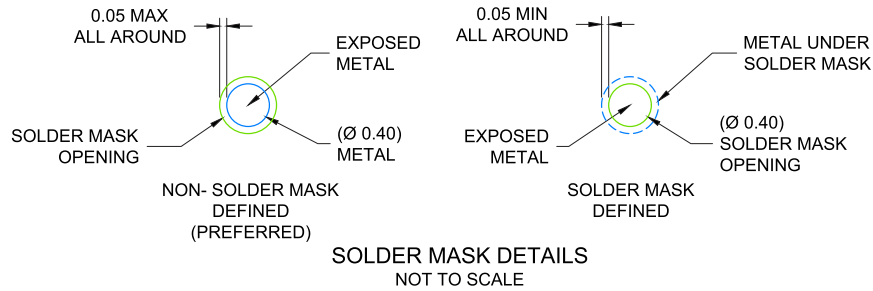 0.05 MAX
ALL AROUND
EXPOSED
METAL
SOLDER MASK
OPENING
(Ø 0.40)
METAL
NON- SOLDER MASK
DEFINED
(PREFERRED)
0.05 MIN
ALL AROUND
METAL UNDER
SOLDER MASK
EXPOSED
METAL
(Ø 0.40)
SOLDER MASK
OPENING
SOLDER MASK
DEFINED
SOLDER MASK DETAILS
NOT TO SCALE